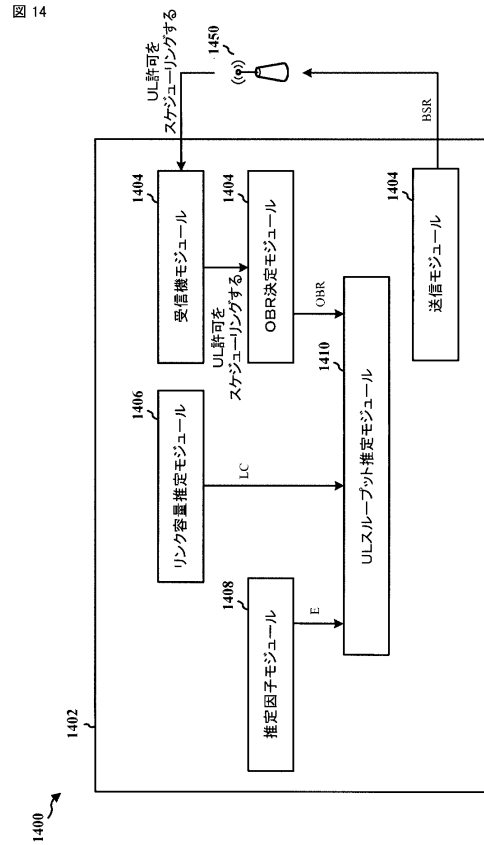 図 14
1400
1402
UL許可を
スケジューリングする
1450
BSR
1404
受信機モジュール
UL許可を
スケジューリングする
1404
OBR決定モジュール
OBR
1404
送信モジュール
1406
リンク容量推定モジュール
LC
1408
推定因子モジュール
E
1410
ULスループット推定モジュール